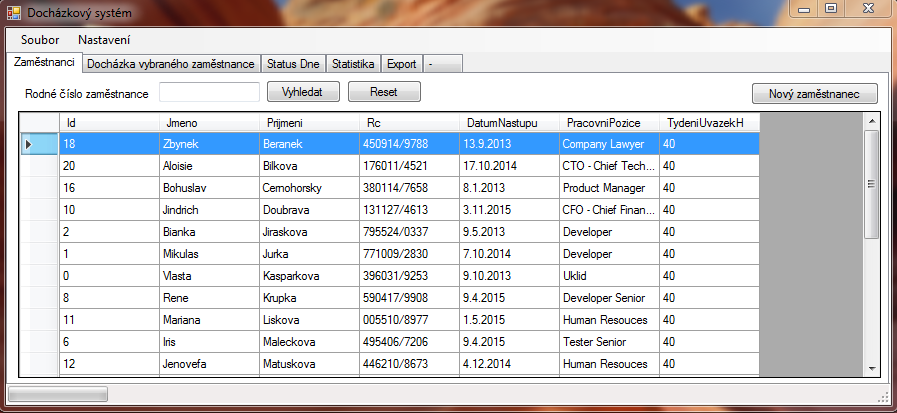 Docházkový systém
Soubor Nastavení
Zaměstnanci Docházka vybraného zaměstnance Status Dne Statistika Export -
Rodné číslo zaměstnance Vyhledat Reset Nový zaměstnanec
Id Jmeno Prijmeni Rc DatumNastupu PracovniPozice TydeniUvazekH
18 Zbynek Beranek 450914/9788 13.9.2013 Company Lawyer 40
20 Aloisie Bilkova 176011/4521 17.10.2014 CTO - Chief Tech... 40
16 Bohuslav Cernohorsky 380114/7658 8.1.2013 Product Manager 40
10 Jindrich Doubrava 131127/4613 3.11.2015 CFO - Chief Finan... 40
2 Bianka Jiraskova 795524/0337 9.5.2013 Developer 40
1 Mikulas Jurka 771009/2830 7.10.2014 Developer 40
0 Vlasta Kasparkova 396031/9253 9.10.2013 Uklid 40
8 Rene Krupka 590417/9908 9.4.2015 Developer Senior 40
11 Mariana Liskova 005510/8977 1.5.2015 Human Resouces 40
6 Iris Maleckova 495406/7206 9.4.2015 Tester Senior 40
12 Jenovefa Matuskova 446210/8673 4.12.2014 Human Resouces 40